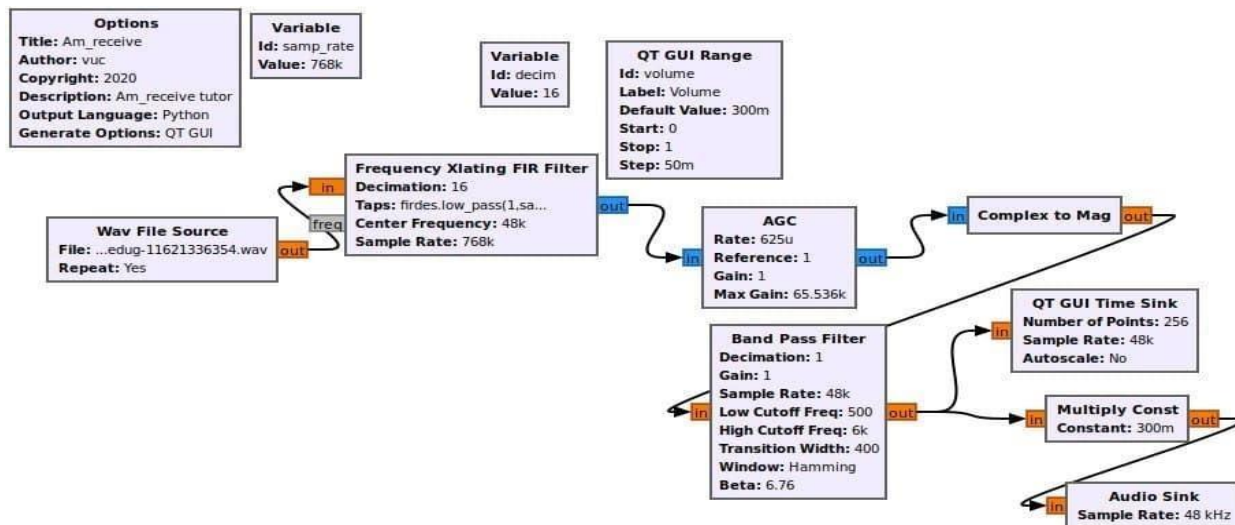 Options
Title: Am_receive
Author: vuc
Copyright: 2020
Description: Am_receive tutor
Output Language: Python
Generate Options: QT GUI
Variable
Id: samp_rate
Value: 768k
Variable
Id: decim
Value: 16
QT GUI Range
Id: volume
Label: Volume
Default Value: 300m
Start: 0
Stop: 1
Step: 50m
Wav File Source
File: ...edug-11621336354.wav
Repeat: Yes
out
in
freq
Frequency Xlating FIR Filter
Decimation: 16
Taps: firdes.low_pass(1,sa...
Center Frequency: 48k
Sample Rate: 768k
out
in
AGC
Rate: 625u
Reference: 1
Gain: 1
Max Gain: 65.536k
out
in
Complex to Mag
out
in
Band Pass Filter
Decimation: 1
Gain: 1
Sample Rate: 48k
Low Cutoff Freq: 500
High Cutoff Freq: 6k
Transition Width: 400
Window: Hamming
Beta: 6.76
out
in
QT GUI Time Sink
Number of Points: 256
Sample Rate: 48k
Autoscale: No
in
Multiply Const
Constant: 300m
out
in
Audio Sink
Sample Rate: 48 kHz